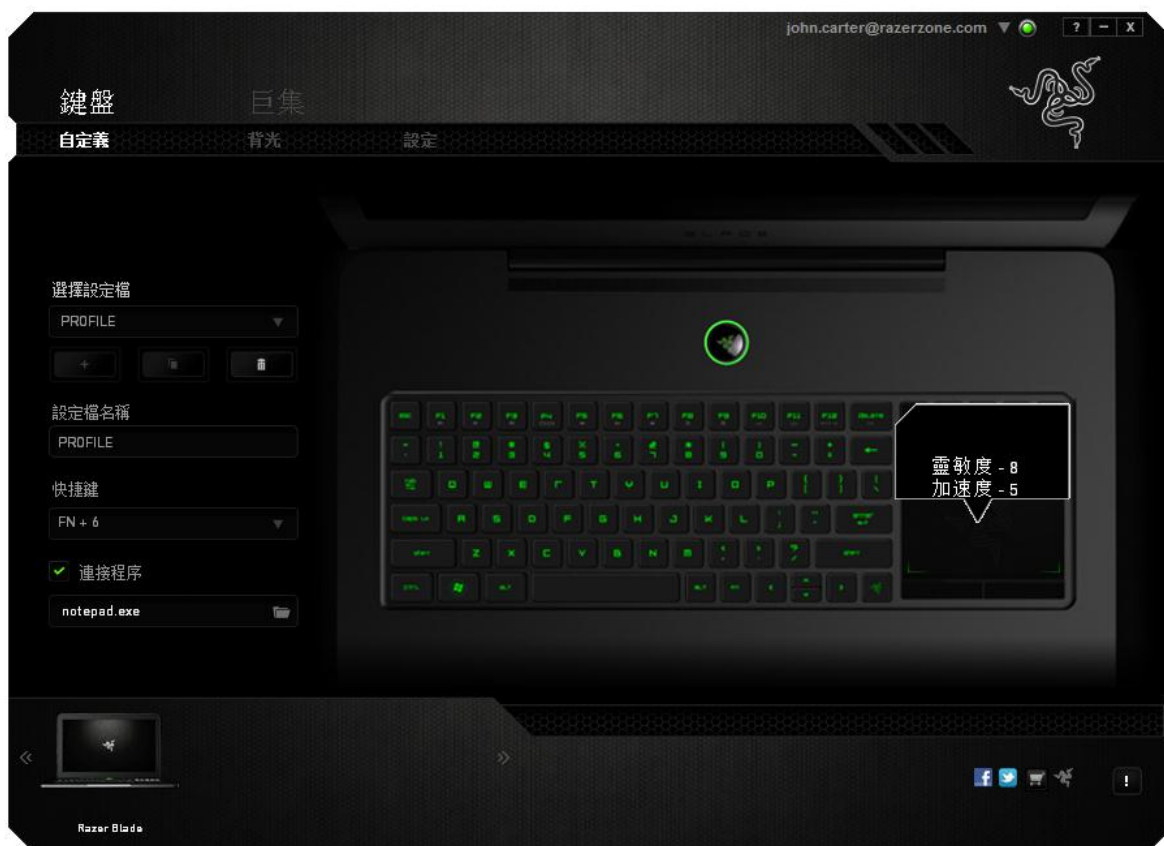 john.carter@razerzone.com
? – X
鍵盤 巨集
自定義 背光 設定
選擇設定檔
PROFILE
設定檔名稱
PROFILE
快捷鍵
FN + 6
連接程序
notepad.exe
靈敏度 - 8
加速度 - 5
Razer Blade